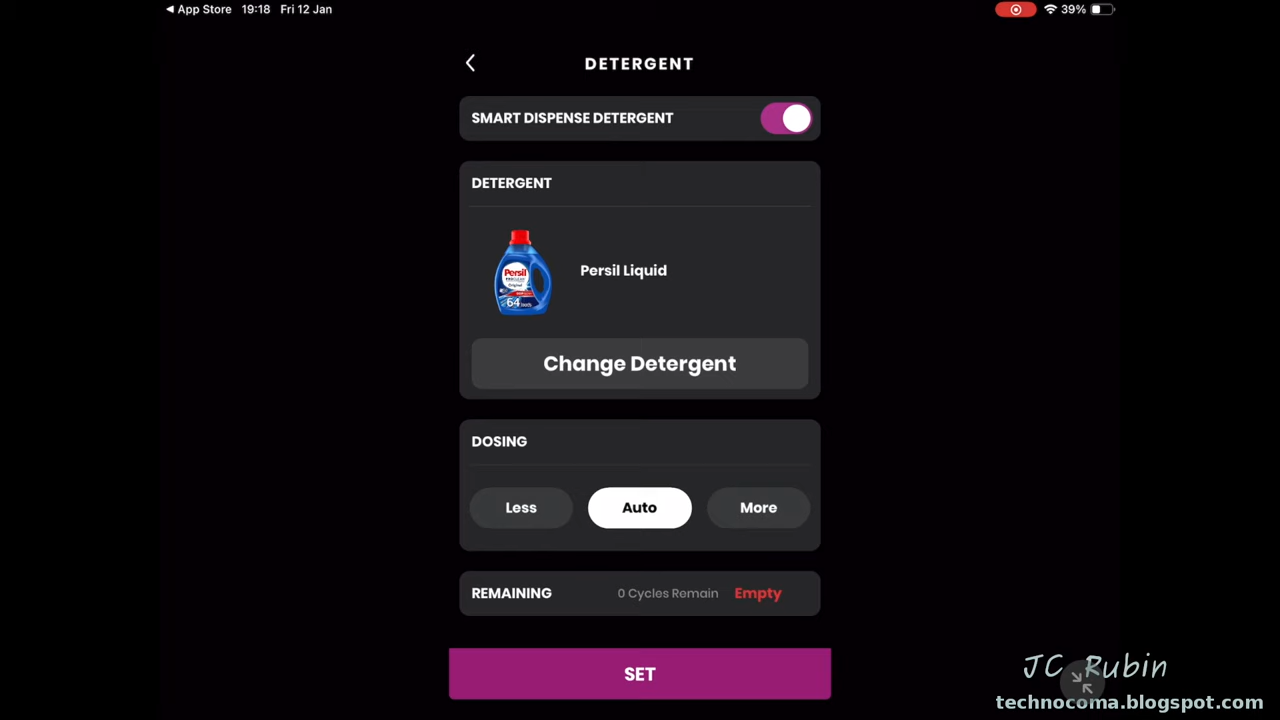 App Store 19:18 Fri 12 Jan
39%
DETERGENT
SMART DISPENSE DETERGENT
DETERGENT
Persil
Original
64
Persil Liquid
Change Detergent
DOSING
Less Auto More
REMAINING 0 Cycles Remain Empty
SET
JC Rubin
technocoma.blogspot.com